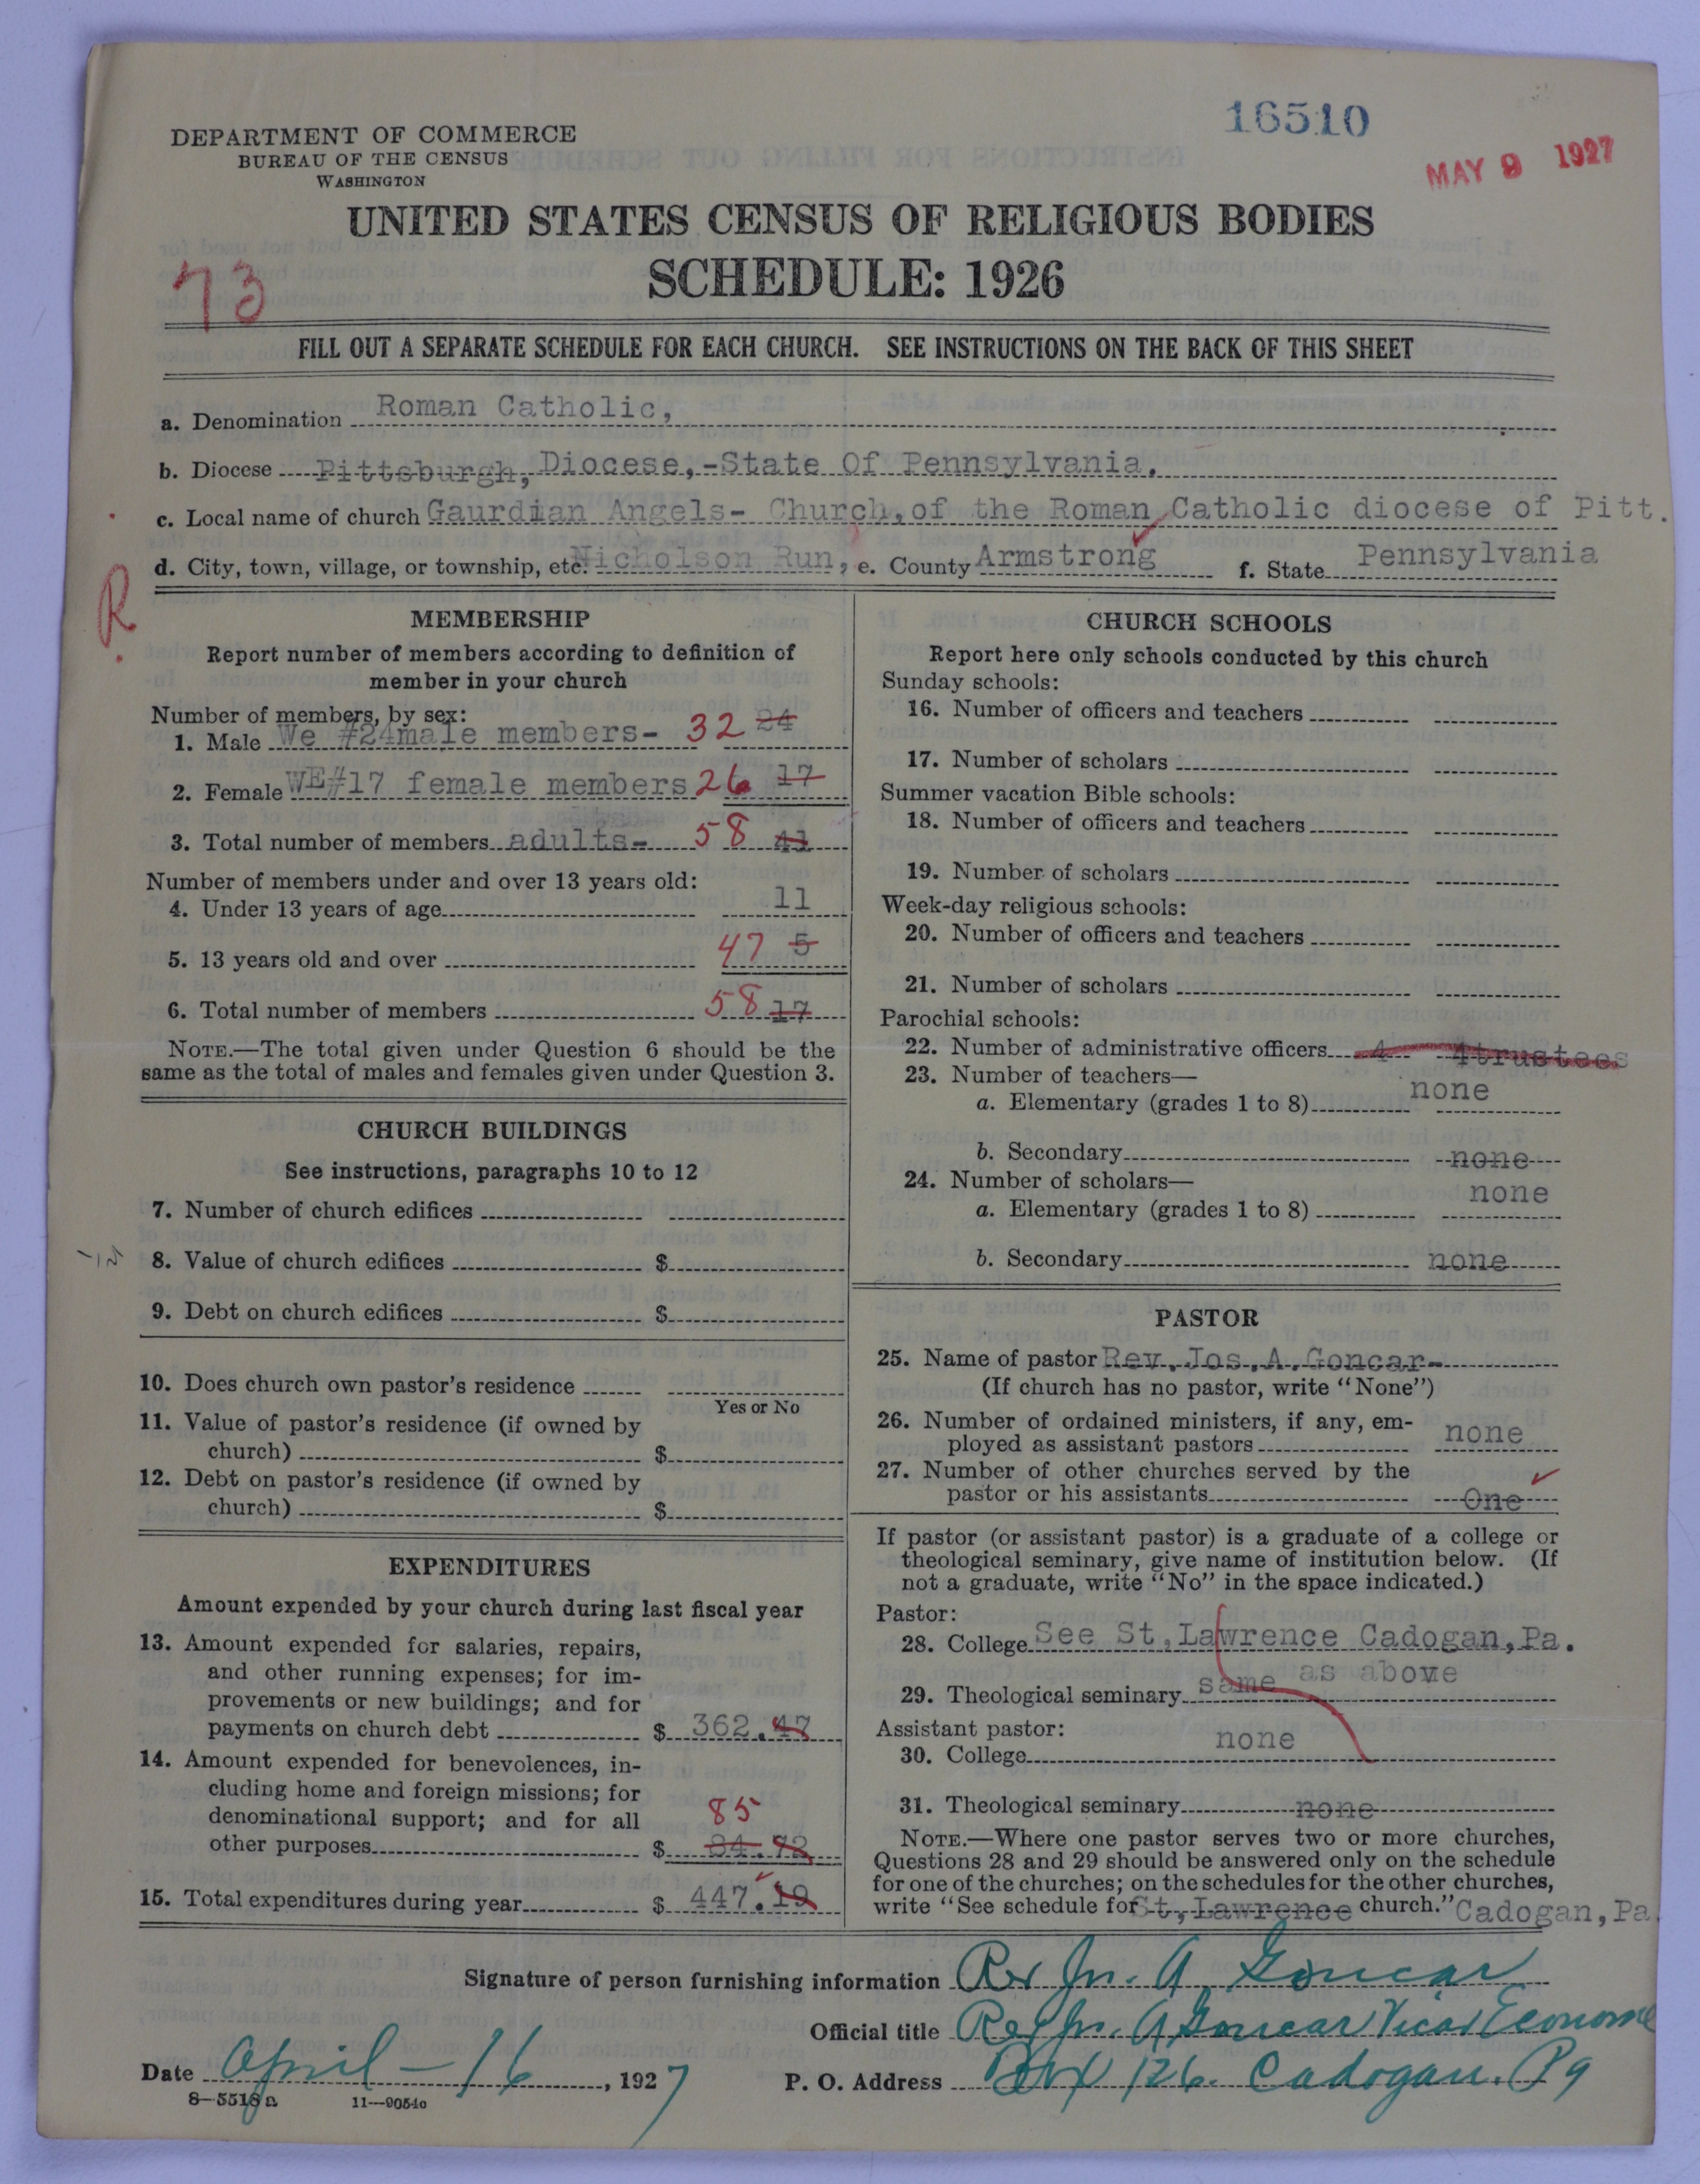 16510
MAY 9 1927
DEPARTMENT OF COMMERCE
BUREAU OF THE CENSUS
WASHINGTON
UNITED STATES CENSUS OF RELIGIOUS BODIES
SCHEDULE: 1926
73
FILL OUT A SEPARATE SCHEDULE FOR EACH CHURCH. SEE INSTRUCTIONS ON THE BACK OF THIS SHEET
a. Denomination Roman Catholic,
b. Diocese Pittsburgh, Diocese,-State Of Pennsylvania.
c. Local name of church Gaurdian Angels- Church, of the Roman Catholic diocese of Pitt.
d. City, town, village, or township, etc. Nicholson Run, e. County Armstrong f. State Pennsylvania
R
MEMBERSHIP
Report number of members according to definition of
member in your church
Number of members, by sex:
1. Male We #24male members- 32 24
2. Female WE#17 female members 26 17
3. Total number of members adults- 58 41
Number of members under and over 13 years old:
4. Under 13 years of age 11
5. 13 years old and over 47 5
6. Total number of members 58 17
NOTE.—The total given under Question 6 should be the
same as the total of males and females given under Question 3.
CHURCH BUILDINGS
See instructions, paragraphs 10 to 12
7. Number of church edifices
8. Value of church edifices $
9. Debt on church edifices $
10. Does church own pastor's residence
Yes or No
11. Value of pastor's residence (if owned by
church) $
12. Debt on pastor's residence (if owned by
church) $
EXPENDITURES
Amount expended by your church during last fiscal year
13. Amount expended for salaries, repairs,
and other running expenses; for im-
provements or new buildings; and for
payments on church debt $ 362.47
14. Amount expended for benevolences, in-
cluding home and foreign missions; for
denominational support; and for all
85
other purposes $ 84.72
15. Total expenditures during year $ 447.19
CHURCH SCHOOLS
Report here only schools conducted by this church
Sunday schools:
16. Number of officers and teachers
17. Number of scholars
Summer vacation Bible schools:
18. Number of officers and teachers
19. Number of scholars
Week-day religious schools:
20. Number of officers and teachers
21. Number of scholars
Parochial schools:
22. Number of administrative officers 4 4trustees
23. Number of teachers—
a. Elementary (grades 1 to 8) none
b. Secondary none
24. Number of scholars—
a. Elementary (grades 1 to 8) none
b. Secondary none
PASTOR
25. Name of pastor Rev. Jos. A. Goncar-
(If church has no pastor, write "None")
26. Number of ordained ministers, if any, em-
ployed as assistant pastors none
27. Number of other churches served by the
pastor or his assistants One
If pastor (or assistant pastor) is a graduate of a college or
theological seminary, give name of institution below. (If
not a graduate, write "No" in the space indicated.)
Pastor:
28. College See St, Lawrence Cadogan, Pa.
29. Theological seminary same as above
Assistant pastor:
30. College none
31. Theological seminary none
NOTE.—Where one pastor serves two or more churches,
Questions 28 and 29 should be answered only on the schedule
for one of the churches; on the schedules for the other churches,
write "See schedule for St, Lawrence church." Cadogan, Pa.
Signature of person furnishing information Rev Jos. A. Goncar
Official title Rev Jos. A Goncar Vicar Econome
Date April - 16, 1927
P. O. Address Box 126. Cadogan. Pa
8—5518a 11—9054c